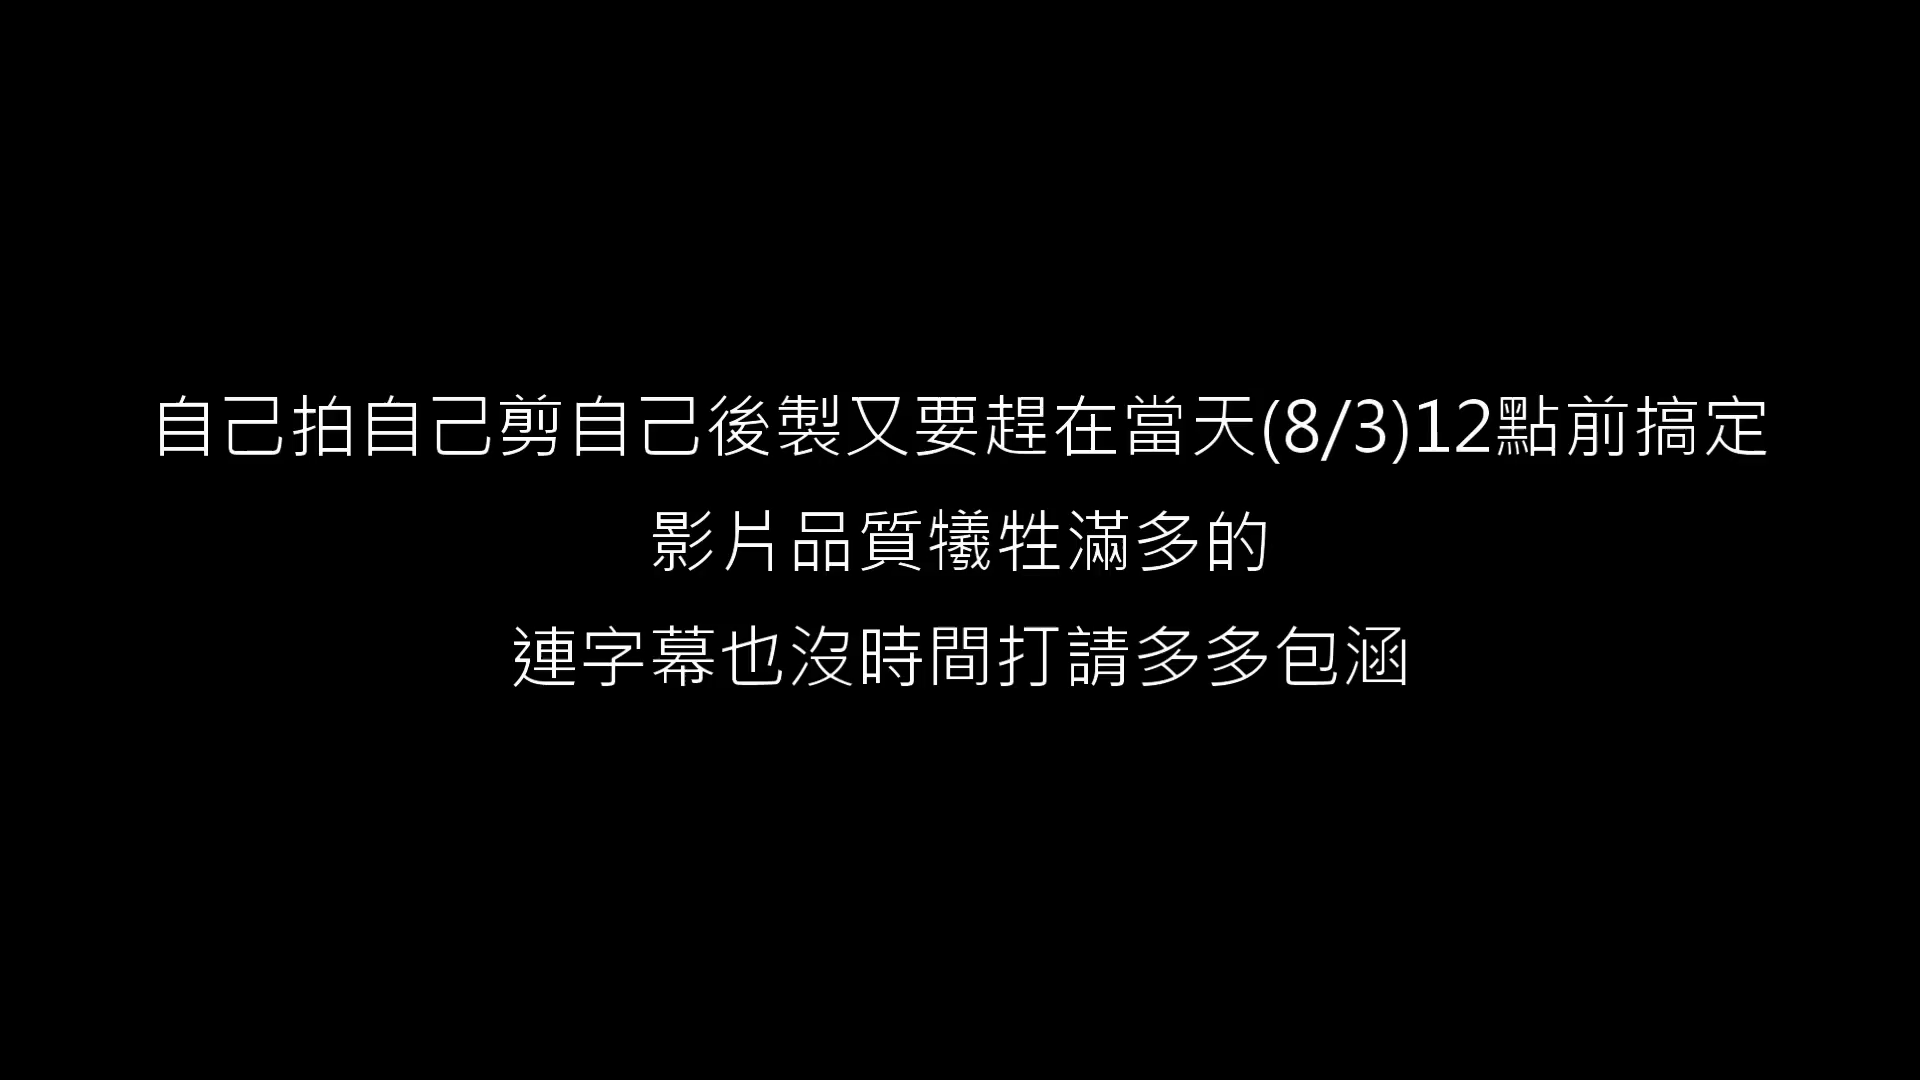 自己拍自己剪自己後製又要趕在當天(8/3)12點前搞定
影片品質犧牲滿多的
連字幕也沒時間打請多多包涵